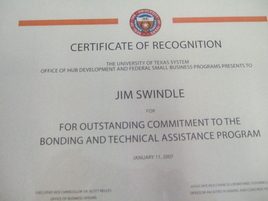 CERTIFICATE OF RECOGNITION
THE UNIVERSITY OF TEXAS SYSTEM
OFFICE OF HUB DEVELOPMENT AND FEDERAL SMALL BUSINESS PROGRAMS PRESENTS TO
JIM SWINDLE
FOR
FOR OUTSTANDING COMMITMENT TO THE
BONDING AND TECHNICAL ASSISTANCE PROGRAM
JANUARY 11, 2007